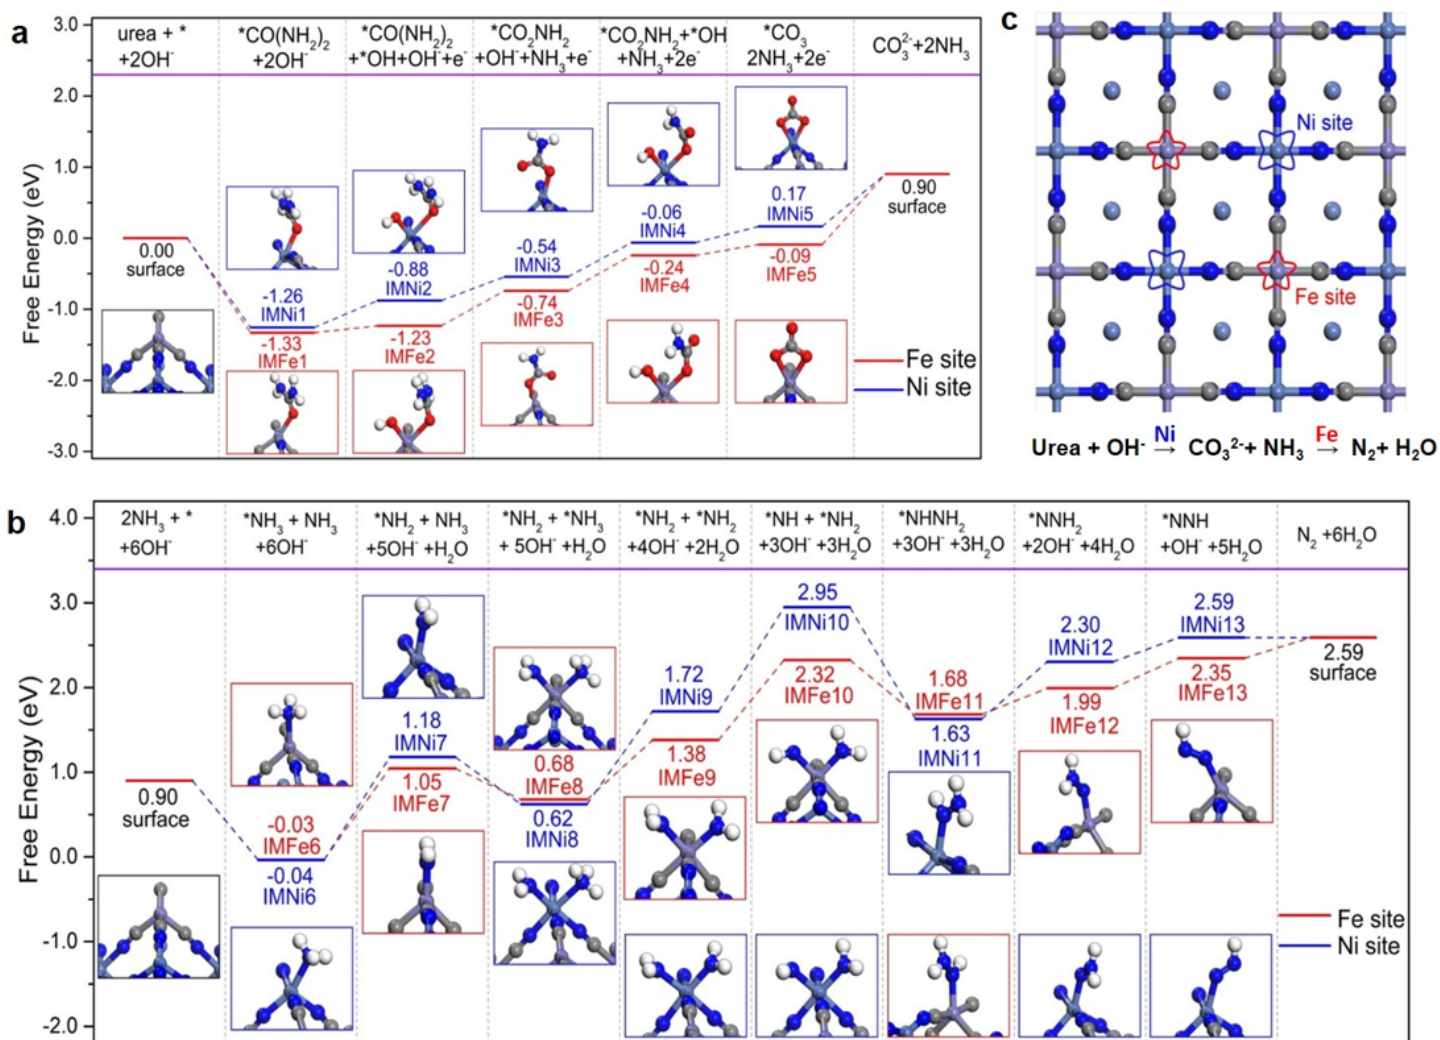 a
3.0
2.0
1.0
0.0
-1.0
-2.0
-3.0
Free Energy (eV)
urea + *
+2OH⁻
*CO(NH₂)₂
+2OH⁻
*CO(NH₂)₂
+*OH+OH⁻+e⁻
*CO₂NH₂
+OH⁻+NH₃+e⁻
*CO₂NH₂+*OH
+NH₃+2e⁻
*CO₃
2NH₃+2e⁻
CO₃²⁻+2NH₃
0.00
surface
-1.26
IMNi1
-1.33
IMFe1
-0.88
IMNi2
-1.23
IMFe2
-0.54
IMNi3
-0.74
IMFe3
-0.06
IMNi4
-0.24
IMFe4
0.17
IMNi5
-0.09
IMFe5
0.90
surface
Fe site
Ni site
c
Ni site
Fe site
Urea + OH⁻ Ni → CO₃²⁻+ NH₃ Fe → N₂+ H₂O
b
4.0
3.0
2.0
1.0
0.0
-1.0
-2.0
Free Energy (eV)
2NH₃ + *
+6OH⁻
*NH₃ + NH₃
+6OH⁻
*NH₂ + NH₃
+5OH⁻ +H₂O
*NH₂ + *NH₃
+ 5OH⁻ +H₂O
*NH₂ + *NH₂
+4OH⁻ +2H₂O
*NH + *NH₂
+3OH⁻ +3H₂O
*NHNH₂
+3OH⁻ +3H₂O
*NNH₂
+2OH⁻ +4H₂O
*NNH
+OH⁻ +5H₂O
N₂ +6H₂O
0.90
surface
-0.03
IMFe6
-0.04
IMNi6
1.18
IMNi7
1.05
IMFe7
0.68
IMFe8
0.62
IMNi8
1.72
IMNi9
1.38
IMFe9
2.95
IMNi10
2.32
IMFe10
1.68
IMFe11
1.63
IMNi11
2.30
IMNi12
1.99
IMFe12
2.59
IMNi13
2.35
IMFe13
2.59
surface
Fe site
Ni site